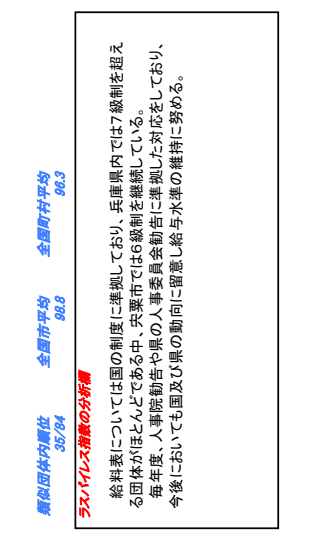 類似団体内順位 全国市平均 全国町村平均
35/84 98.8 96.3
ラスパイレス指数の分析欄
給料表については国の制度に準拠しており、兵庫県内では７級制を超え
る団体がほとんどである中、宍粟市では６級制を継続している。
毎年度、人事院勧告や県の人事委員会勧告に準拠した対応をしており、
今後においても国及び県の動向に留意し給与水準の維持に努める。